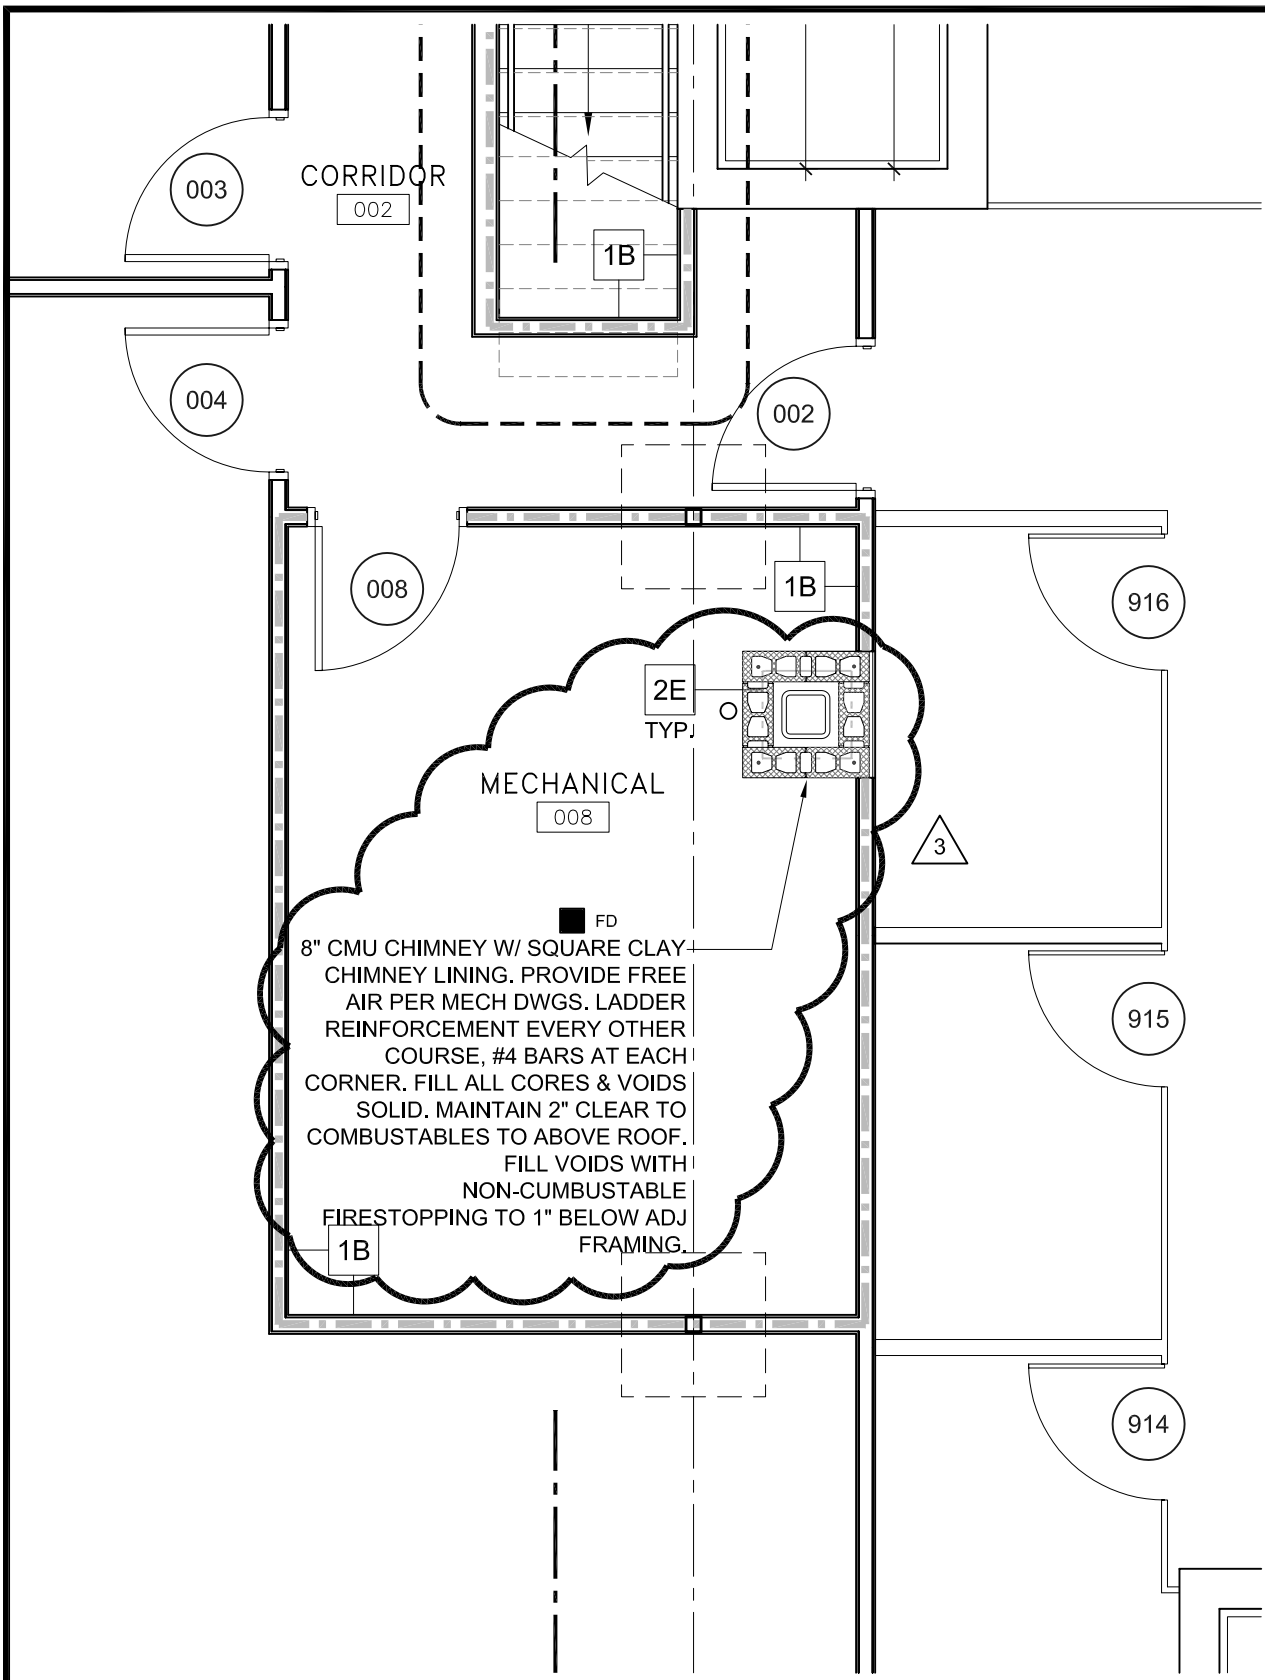 003
CORRIDOR
002
1B
004
002
008
1B
916
2E
TYP.
MECHANICAL
008
3
FD
8" CMU CHIMNEY W/ SQUARE CLAY
CHIMNEY LINING. PROVIDE FREE
AIR PER MECH DWGS. LADDER
REINFORCEMENT EVERY OTHER
COURSE, #4 BARS AT EACH
CORNER. FILL ALL CORES & VOIDS
SOLID. MAINTAIN 2" CLEAR TO
COMBUSTABLES TO ABOVE ROOF.
FILL VOIDS WITH
NON-CUMBUSTABLE
FIRESTOPPING TO 1" BELOW ADJ
FRAMING.
915
1B
914